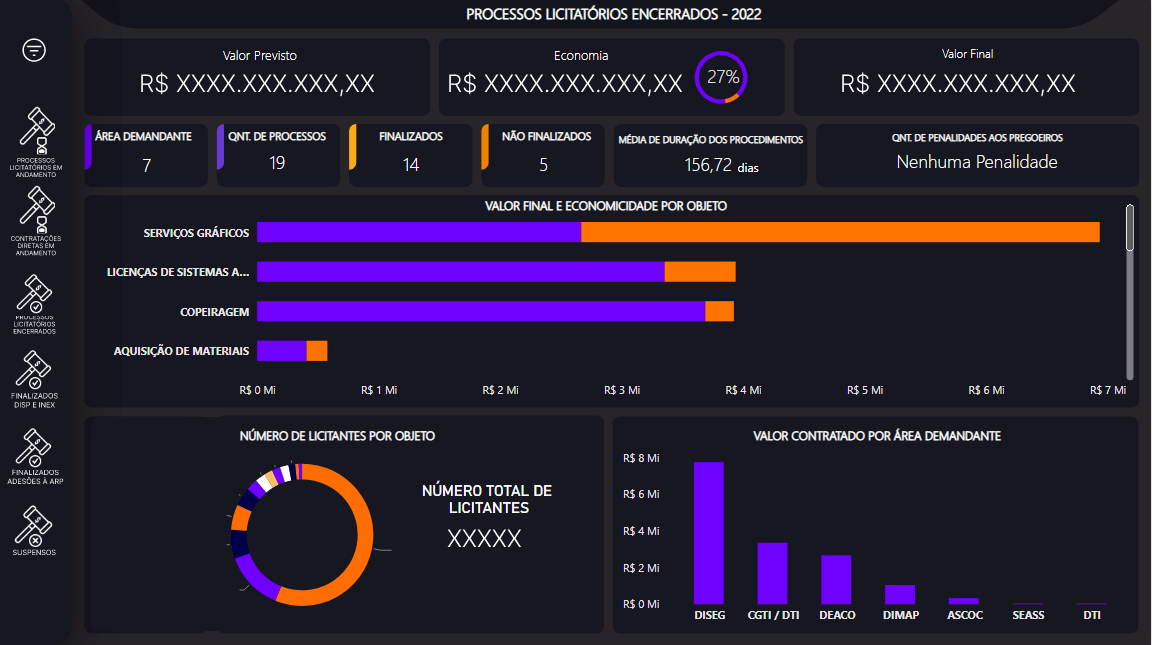 PROCESSOS LICITATÓRIOS ENCERRADOS - 2022
Valor Previsto
R$ XXXX.XXX.XXX,XX
Economia
R$ XXXX.XXX.XXX,XX
27%
Valor Final
R$ XXXX.XXX.XXX,XX
ÁREA DEMANDANTE
7
QNT. DE PROCESSOS
19
FINALIZADOS
14
NÃO FINALIZADOS
5
MÉDIA DE DURAÇÃO DOS PROCEDIMENTOS
156,72 dias
QNT. DE PENALIDADES AOS PREGOEIROS
Nenhuma Penalidade
PROCESSOS
LICITATÓRIOS EM
ANDAMENTO
CONTRATAÇÕES
DIRETAS EM
ANDAMENTO
PROCESSOS
LICITATÓRIOS
ENCERRADOS
FINALIZADOS
DISP E INEX
FINALIZADOS
ADESÕES À ARP
SUSPENSOS
VALOR FINAL E ECONOMICIDADE POR OBJETO
SERVIÇOS GRÁFICOS
LICENÇAS DE SISTEMAS A...
COPEIRAGEM
AQUISIÇÃO DE MATERIAIS
R$ 0 Mi
R$ 1 Mi
R$ 2 Mi
R$ 3 Mi
R$ 4 Mi
R$ 5 Mi
R$ 6 Mi
R$ 7 Mi
NÚMERO DE LICITANTES POR OBJETO
NÚMERO TOTAL DE
LICITANTES
XXXXX
VALOR CONTRATADO POR ÁREA DEMANDANTE
R$ 8 Mi
R$ 6 Mi
R$ 4 Mi
R$ 2 Mi
R$ 0 Mi
DISEG
CGTI / DTI
DEACO
DIMAP
ASCOC
SEASS
DTI